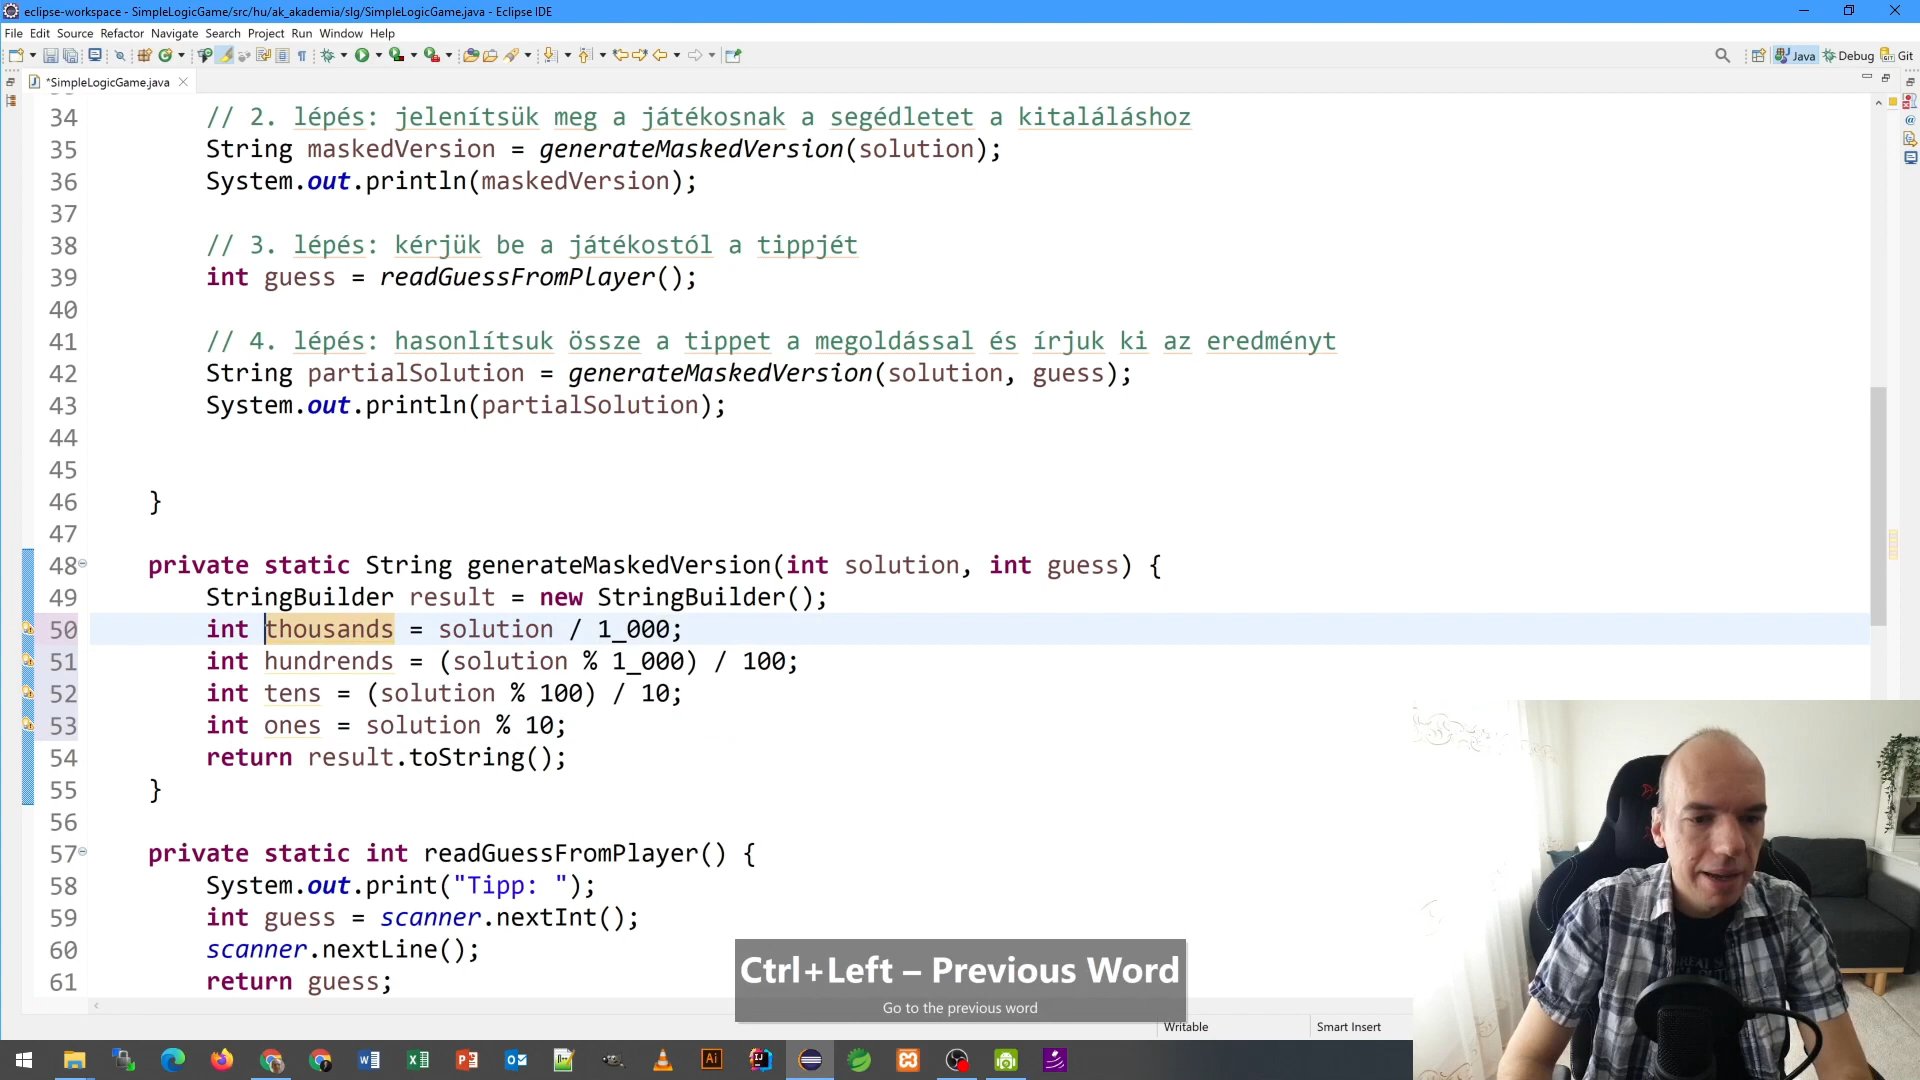 eclipse-workspace - SimpleLogicGame/src/hu/ak_akademia/slg/SimpleLogicGame.java - Eclipse IDE
File Edit Source Refactor Navigate Search Project Run Window Help
Java Debug Git
*SimpleLogicGame.java
34 // 2. lépés: jelenítsük meg a játékosnak a segédletet a kitaláláshoz
35 String maskedVersion = generateMaskedVersion(solution);
36 System.out.println(maskedVersion);
37
38 // 3. lépés: kérjük be a játékostól a tippjét
39 int guess = readGuessFromPlayer();
40
41 // 4. lépés: hasonlítsuk össze a tippet a megoldással és írjuk ki az eredményt
42 String partialSolution = generateMaskedVersion(solution, guess);
43 System.out.println(partialSolution);
44
45
46 }
47
48 private static String generateMaskedVersion(int solution, int guess) {
49 StringBuilder result = new StringBuilder();
50 int thousands = solution / 1_000;
51 int hundrends = (solution % 1_000) / 100;
52 int tens = (solution % 100) / 10;
53 int ones = solution % 10;
54 return result.toString();
55 }
56
57 private static int readGuessFromPlayer() {
58 System.out.print("Tipp: ");
59 int guess = scanner.nextInt();
60 scanner.nextLine();
61 return guess;
Ctrl+Left – Previous Word
Go to the previous word
Writable Smart Insert